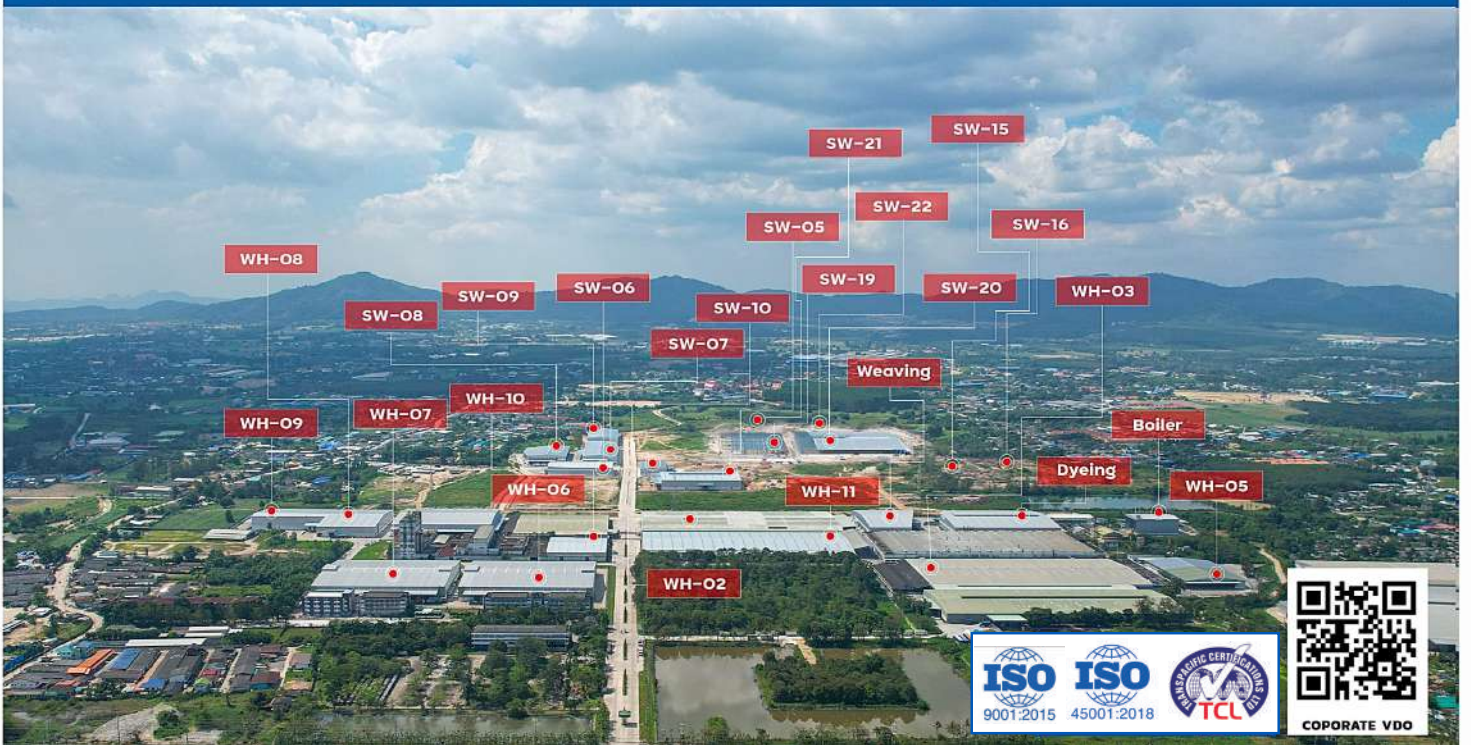 SW-15
SW-21
SW-22
SW-16
SW-05
WH-08
SW-19
SW-06
SW-20
WH-03
SW-09
SW-10
SW-08
SW-07
Weaving
WH-10
WH-07
WH-09
Boiler
Dyeing
WH-05
WH-06
WH-11
WH-02
ISO
9001:2015
ISO
45001:2018
TRANSPACIFIC CERTIFICATIONS LTD
TCL
COPORATE VDO